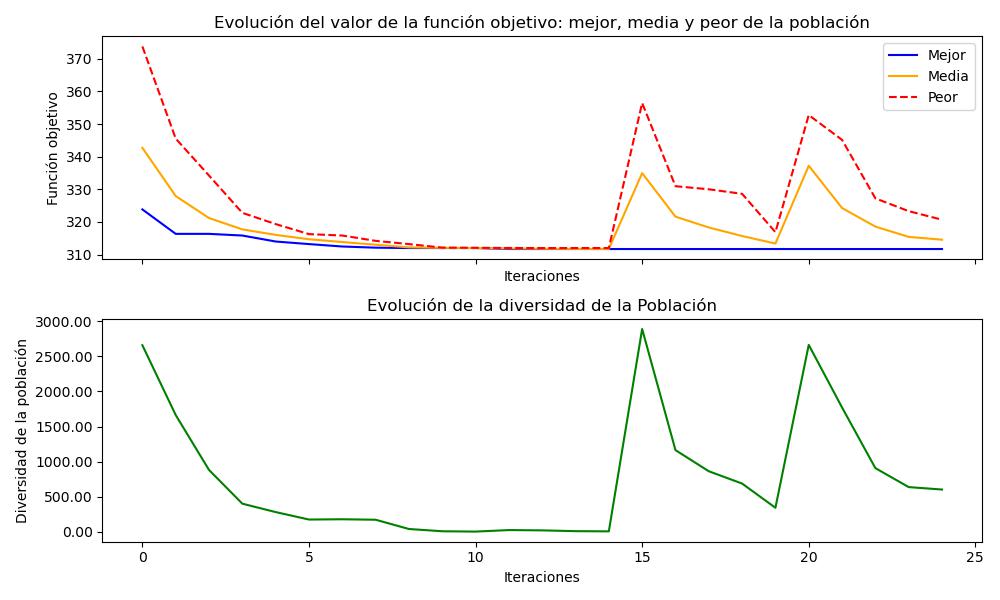 Evolución del valor de la función objetivo: mejor, media y peor de la población
Función objetivo
370
360
350
340
330
320
310
Mejor
Media
Peor
Iteraciones
Evolución de la diversidad de la Población
Diversidad de la población
3000.00
2500.00
2000.00
1500.00
1000.00
500.00
0.00
0 5 10 15 20 25
Iteraciones